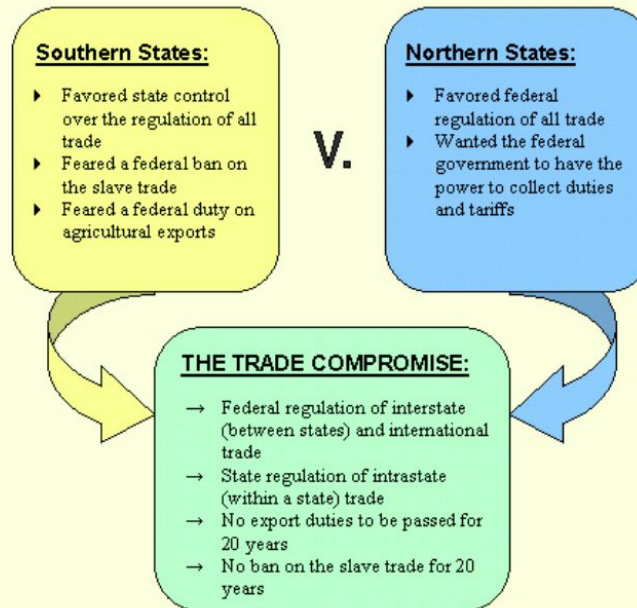 Southern States:
‣ Favored state control
over the regulation of all
trade
‣ Feared a federal ban on
the slave trade
‣ Feared a federal duty on
agricultural exports
V.
Northern States:
‣ Favored federal
regulation of all trade
‣ Wanted the federal
government to have the
power to collect duties
and tariffs
THE TRADE COMPROMISE:
→ Federal regulation of interstate
(between states) and international
trade
→ State regulation of intrastate
(within a state) trade
→ No export duties to be passed for
20 years
→ No ban on the slave trade for 20
years